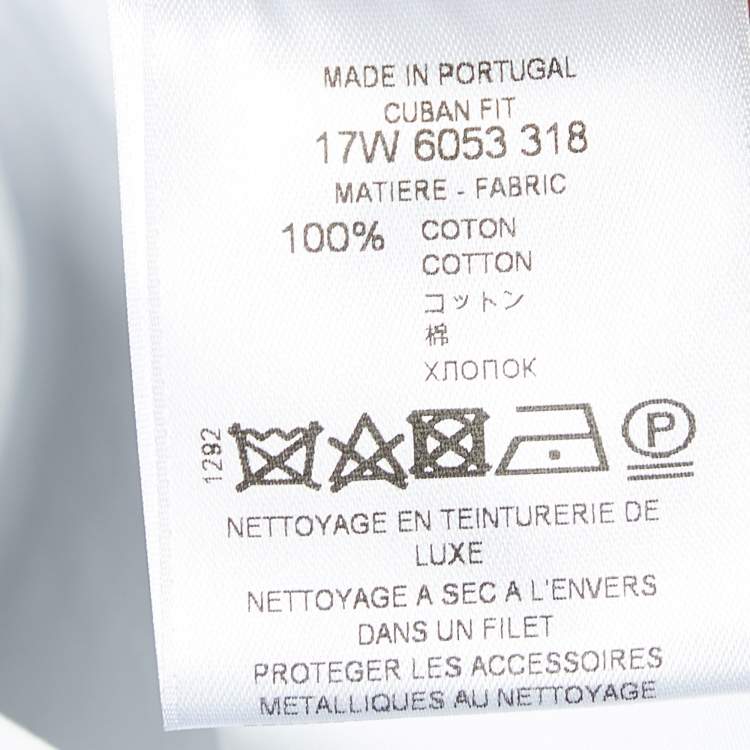 MADE IN PORTUGAL
CUBAN FIT
17W 6053 318
MATIERE - FABRIC
100% COTON
COTTON
コットン
棉
ХЛОПОК
1292
P
NETTOYAGE EN TEINTURERIE DE
LUXE
NETTOYAGE A SEC A L'ENVERS
DANS UN FILET
PROTEGER LES ACCESSOIRES
METALLIQUES AU NETTOYAGE